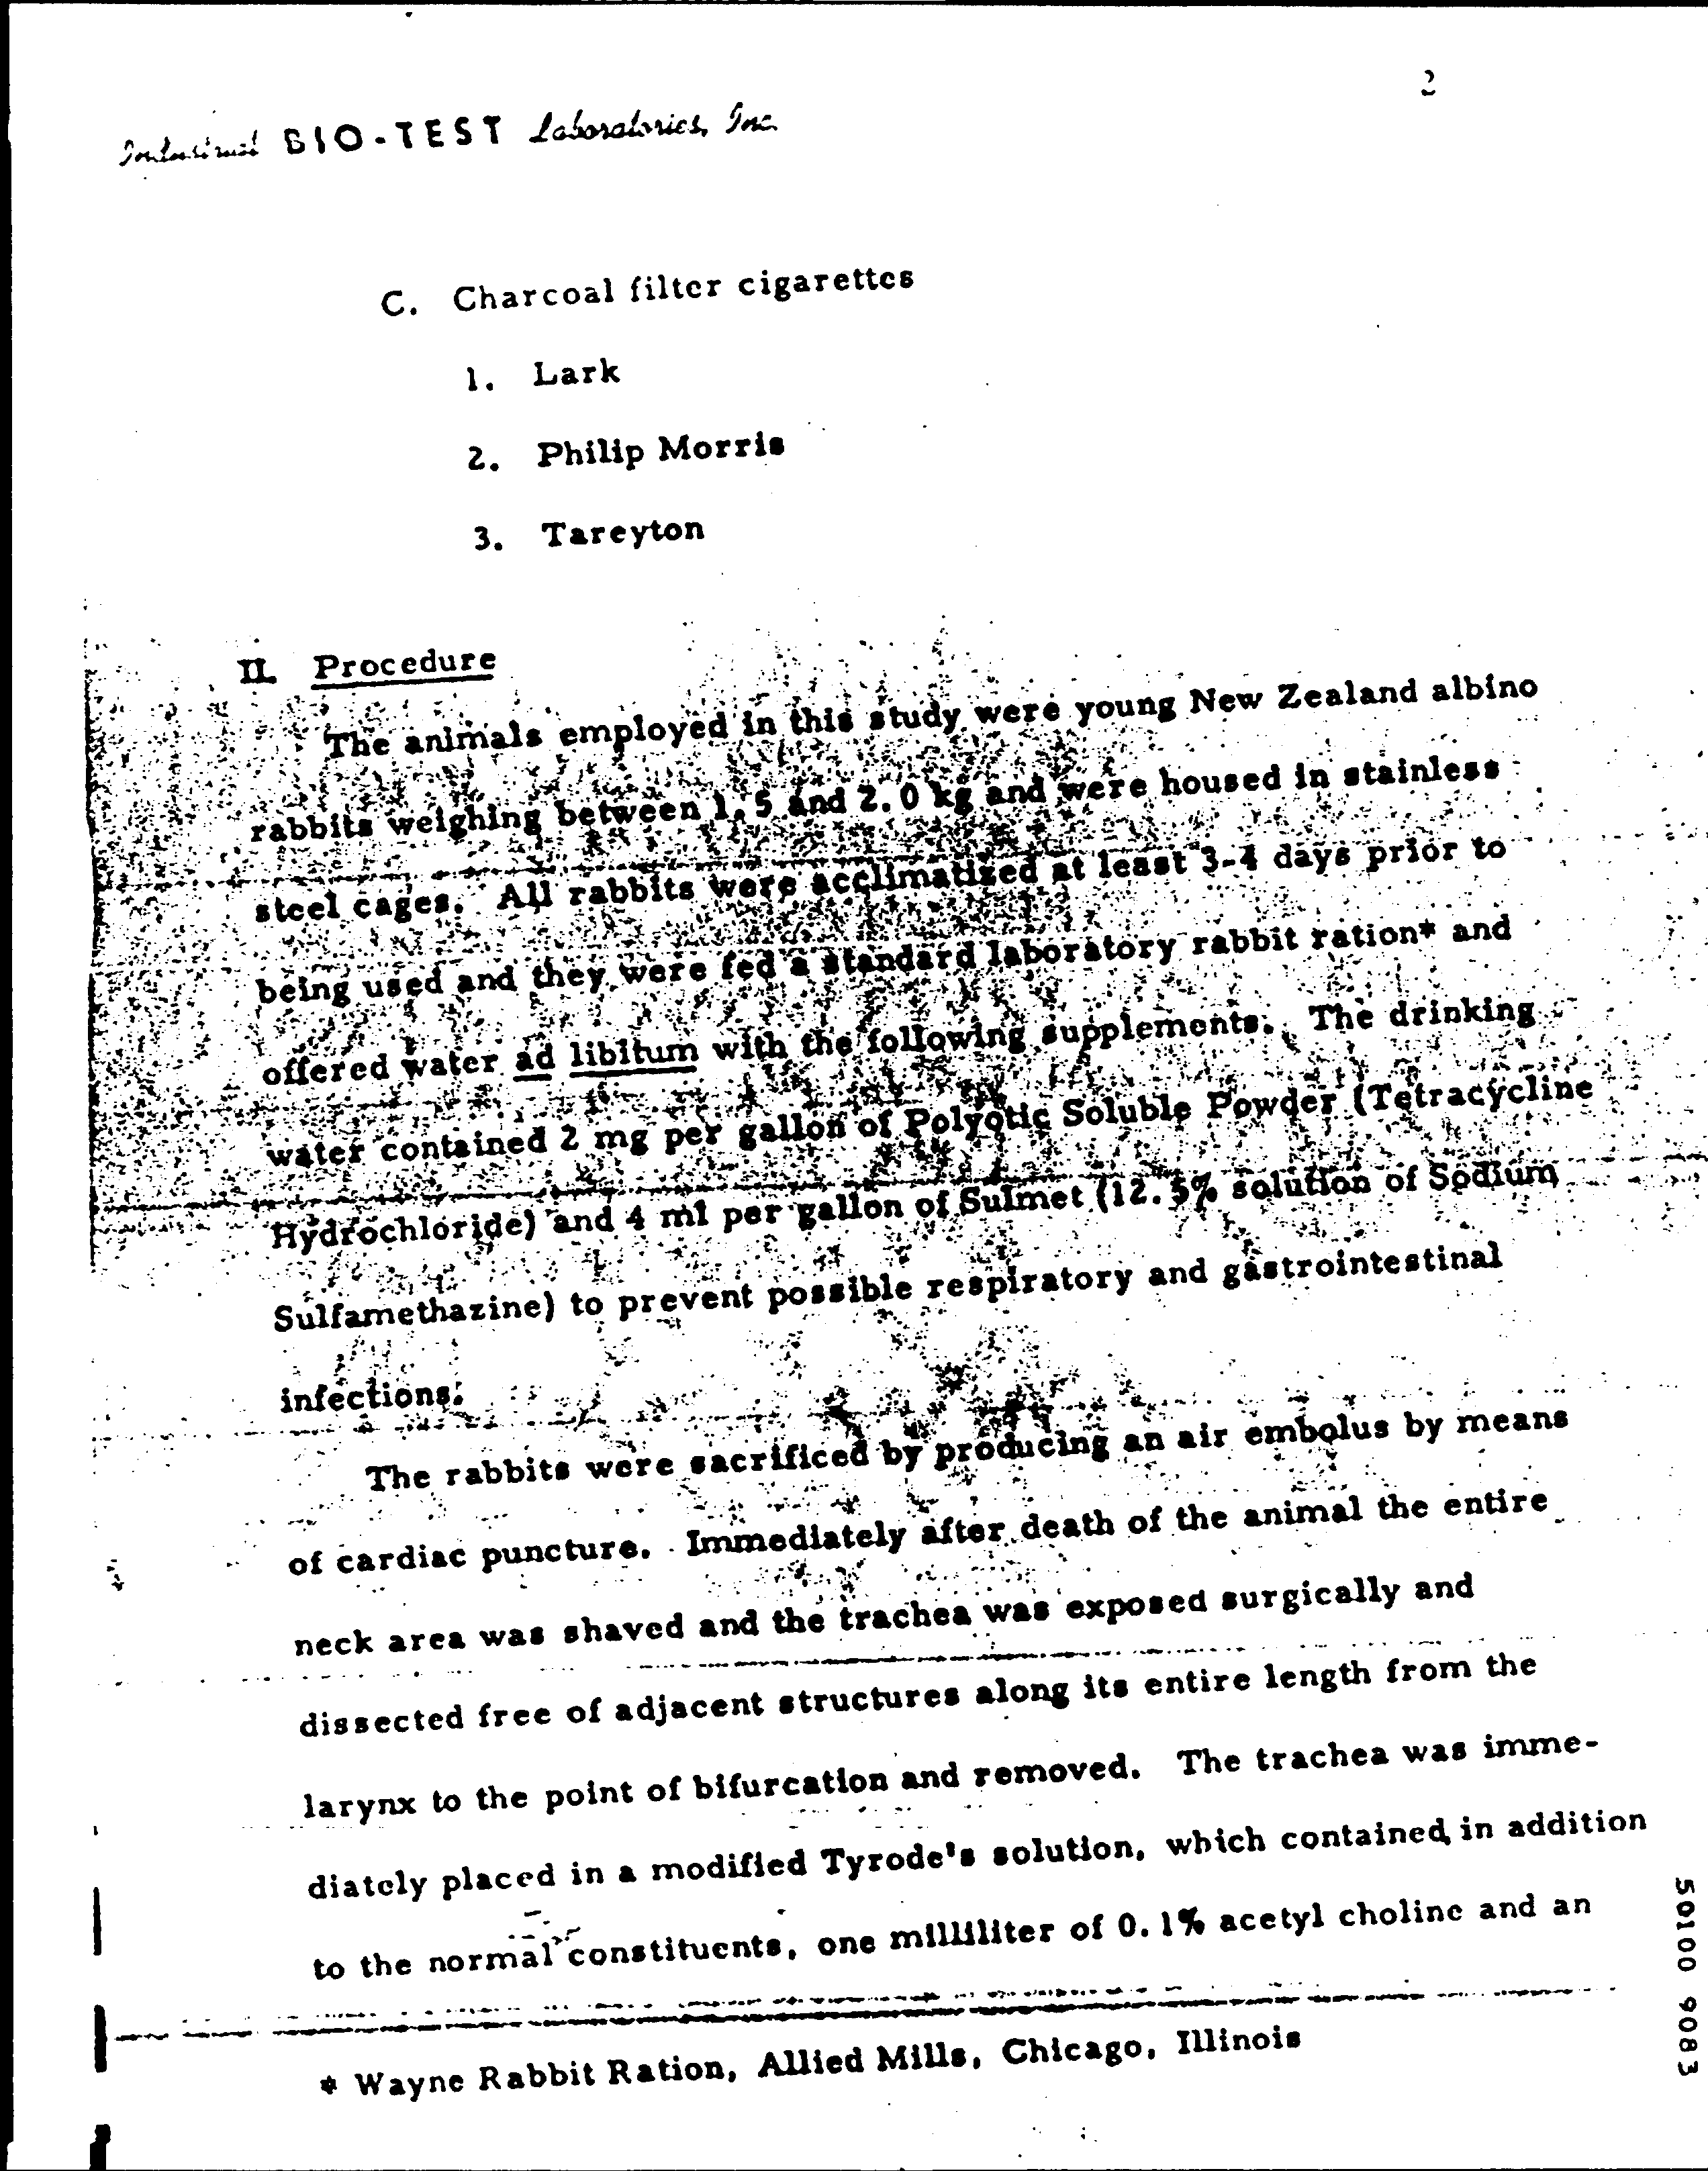 2
Industrial BIO-TEST Laboratories, Inc.
C. Charcoal filter cigarettes
1. Lark
2. Philip Morris
3. Tareyton
II. Procedure
The animals employed in this study were young New Zealand albino
rabbits weighing between 1.5 and 2.0 kg and were housed in stainless
steel cages. All rabbits were acclimatized at least 3-4 days prior to
being used and they were fed a standard laboratory rabbit ration* and
offered water ad libitum with the following supplements. The drinking
water contained 2 mg per gallon of Polyotic Soluble Powder (Tetracycline
Hydrochloride) and 4 ml per gallon of Sulmet (12.5% solution of Sodium
Sulfamethazine) to prevent possible respiratory and gastrointestinal
infections.
The rabbits were sacrificed by producing an air embolus by means
of cardiac puncture. Immediately after death of the animal the entire
neck area was shaved and the trachea was exposed surgically and
dissected free of adjacent structures along its entire length from the
larynx to the point of bifurcation and removed. The trachea was imme-
diately placed in a modified Tyrode's solution, which contained, in addition
to the normal constituents, one milliliter of 0.1% acetyl choline and an
* Wayne Rabbit Ration, Allied Mills, Chicago, Illinois
50100 9083